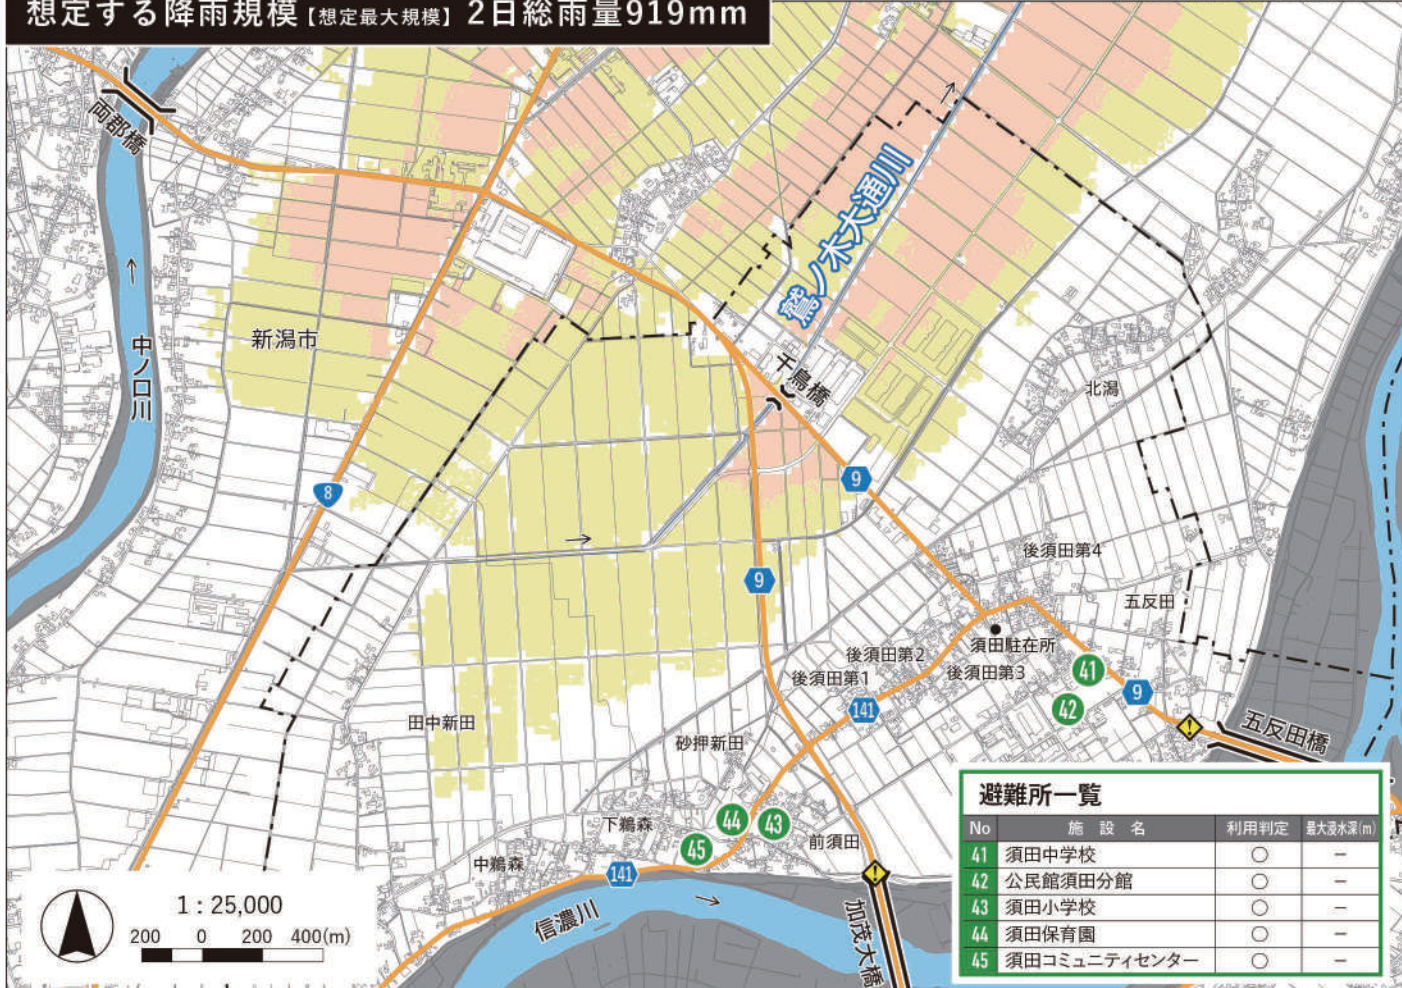 想定する降雨規模【想定最大規模】2日総雨量919mm
両郡橋
鷲ノ木大通川
新潟市
中ノ口川
千鳥橋
北潟
8
9
後須田第4
9
五反田
須田駐在所
後須田第2
後須田第3
後須田第1
41
42
9
141
田中新田
砂押新田
五反田橋
下鵜森
44
43
45
前須田
中鵜森
141
信濃川
加茂大橋
1:25,000
200 0 200 400(m)
避難所一覧
No 施設名 利用判定 最大浸水深(m)
41 須田中学校 ○ −
42 公民館須田分館 ○ −
43 須田小学校 ○ −
44 須田保育園 ○ −
45 須田コミュニティセンター ○ −